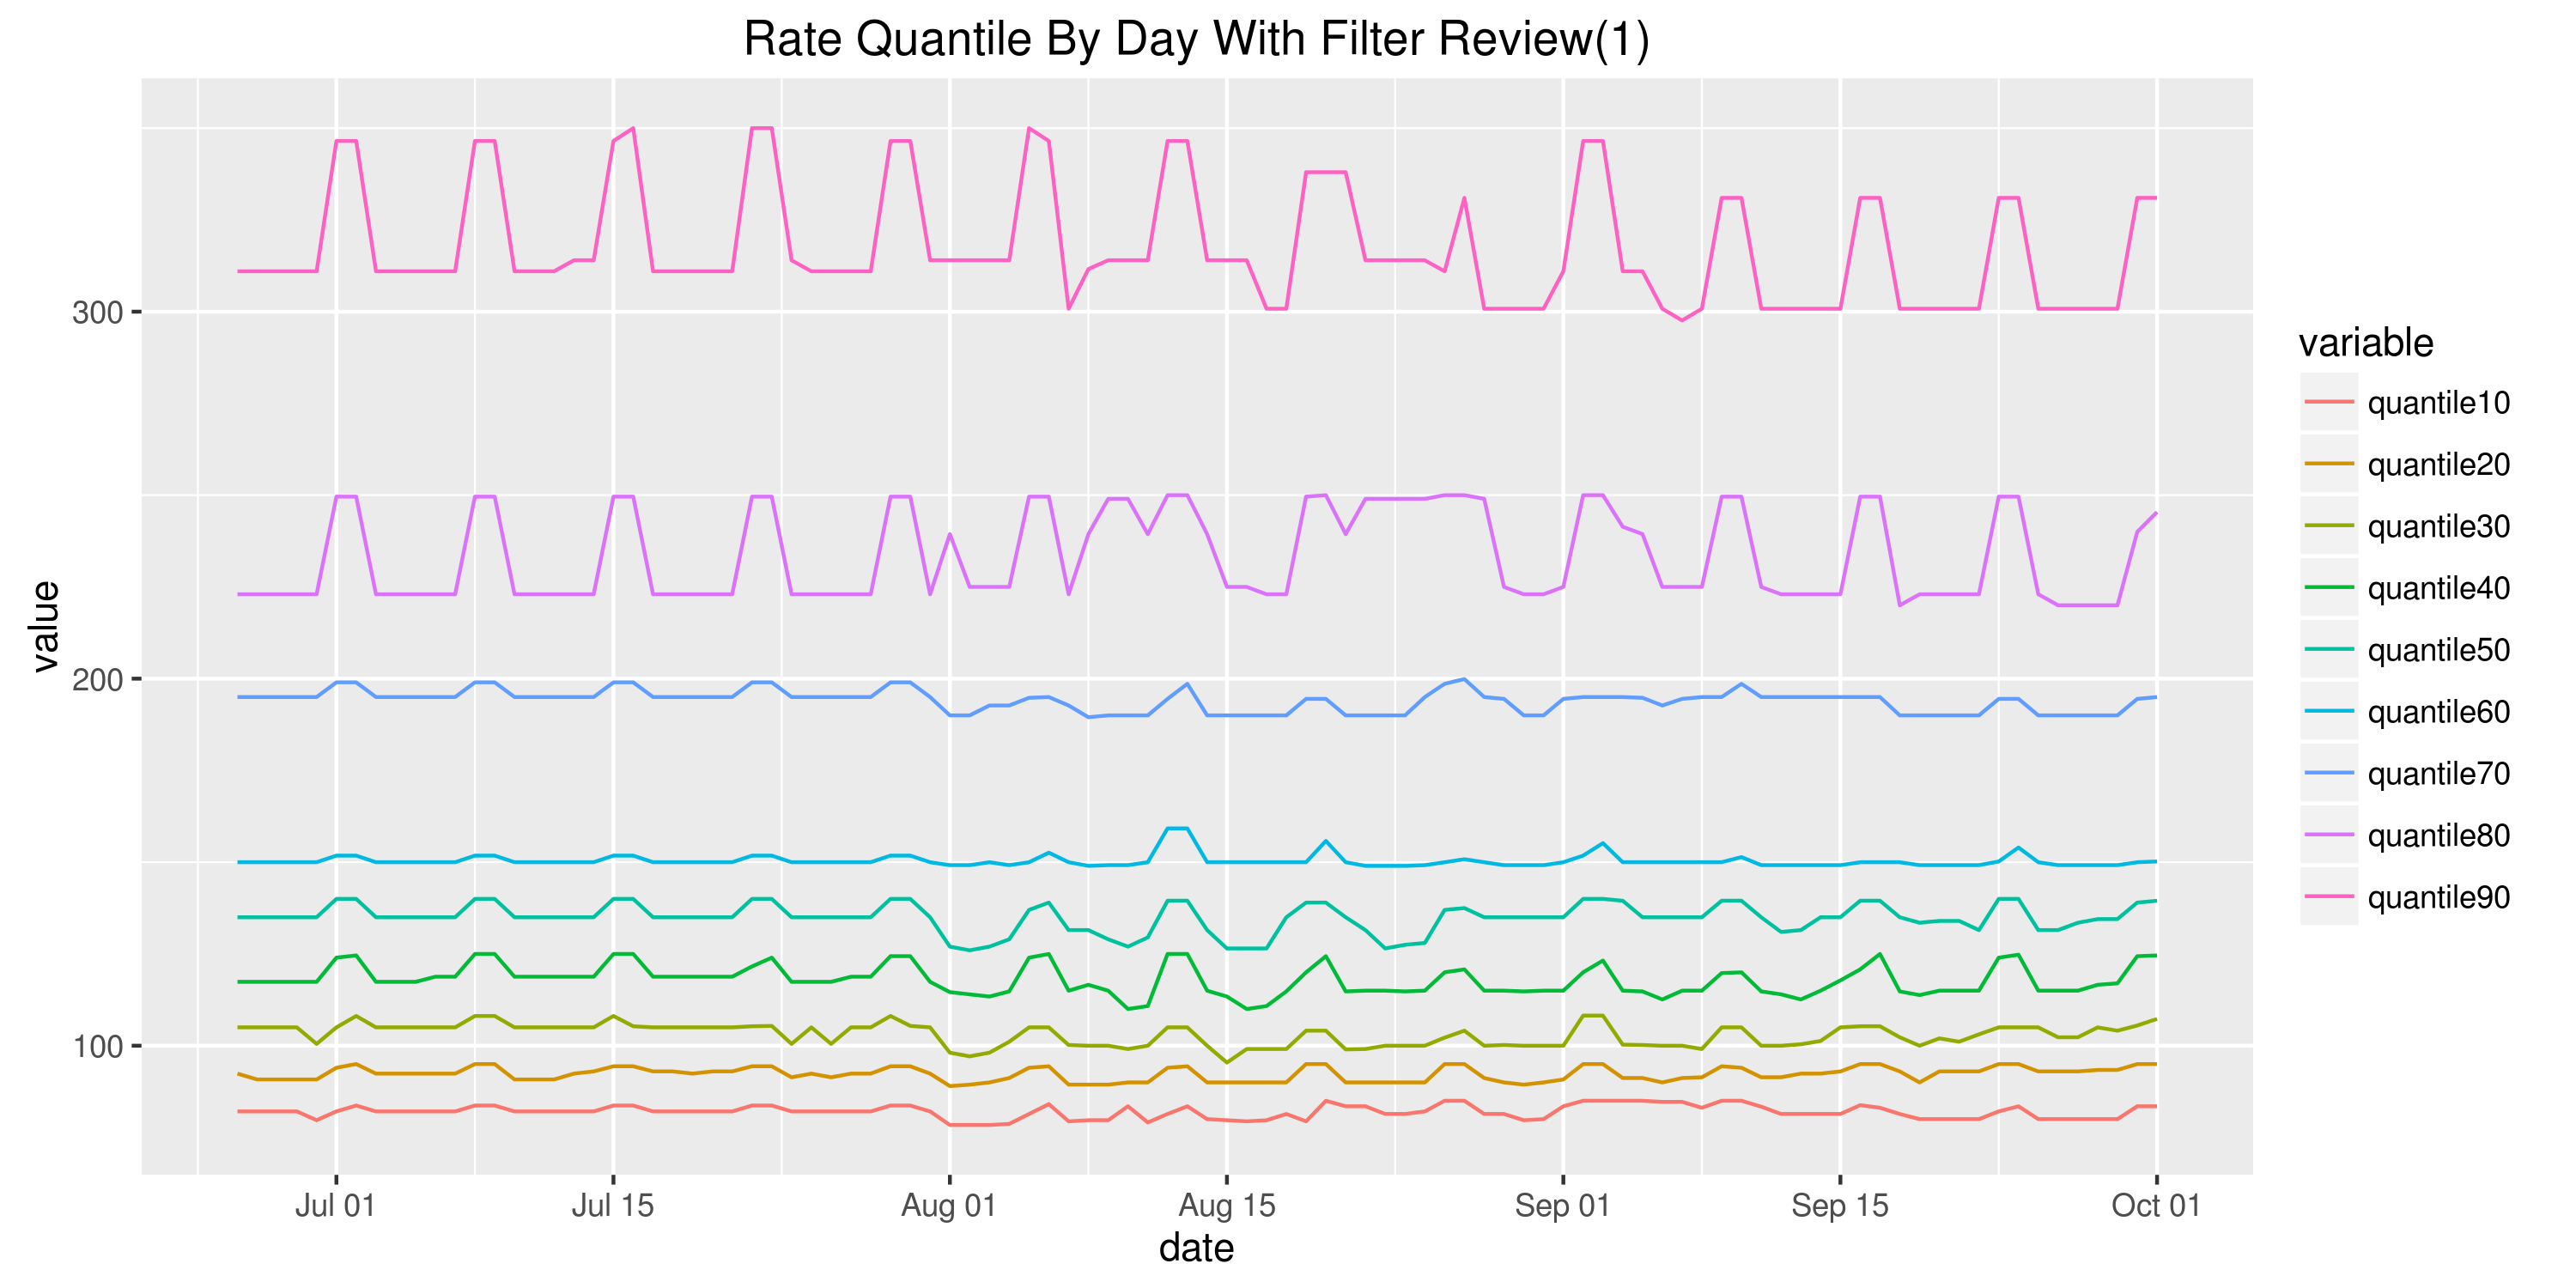 Rate Quantile By Day With Filter Review(1)
value
300
200
100
Jul 01
Jul 15
Aug 01
Aug 15
Sep 01
Sep 15
Oct 01
date
variable
quantile10
quantile20
quantile30
quantile40
quantile50
quantile60
quantile70
quantile80
quantile90